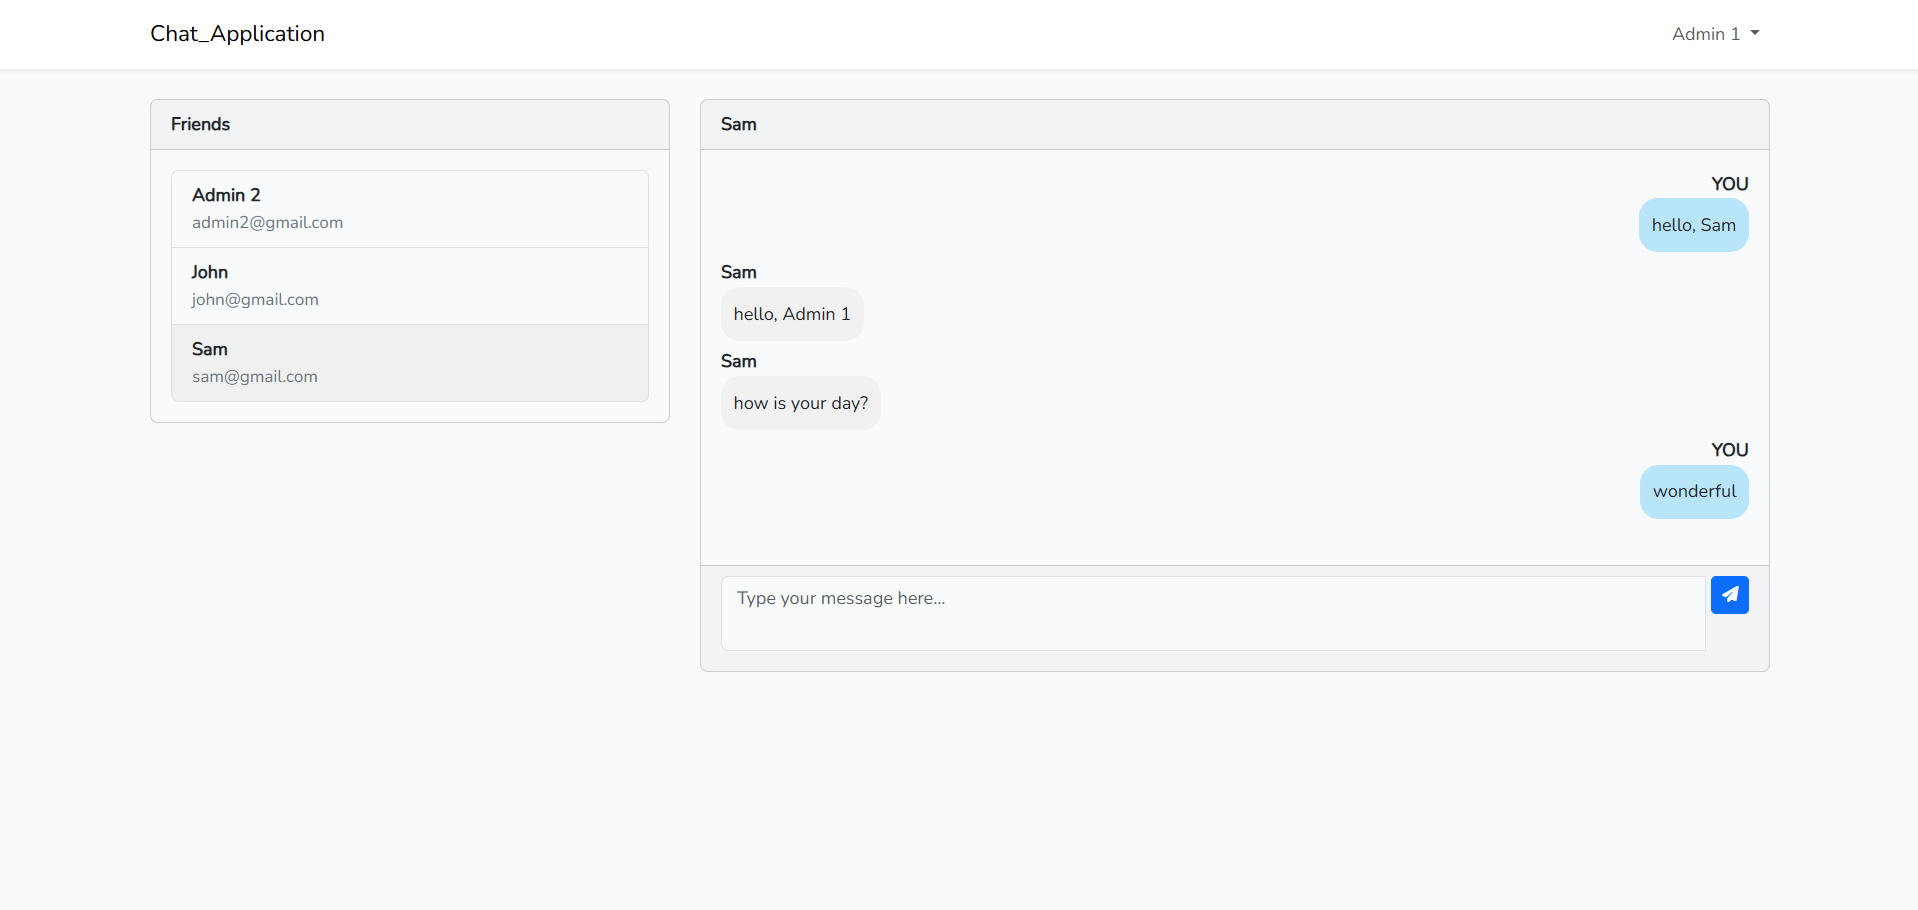 Chat_Application
Admin 1
Friends
Admin 2
admin2@gmail.com
John
john@gmail.com
Sam
sam@gmail.com
Sam
YOU
hello, Sam
Sam
hello, Admin 1
Sam
how is your day?
YOU
wonderful
Type your message here...